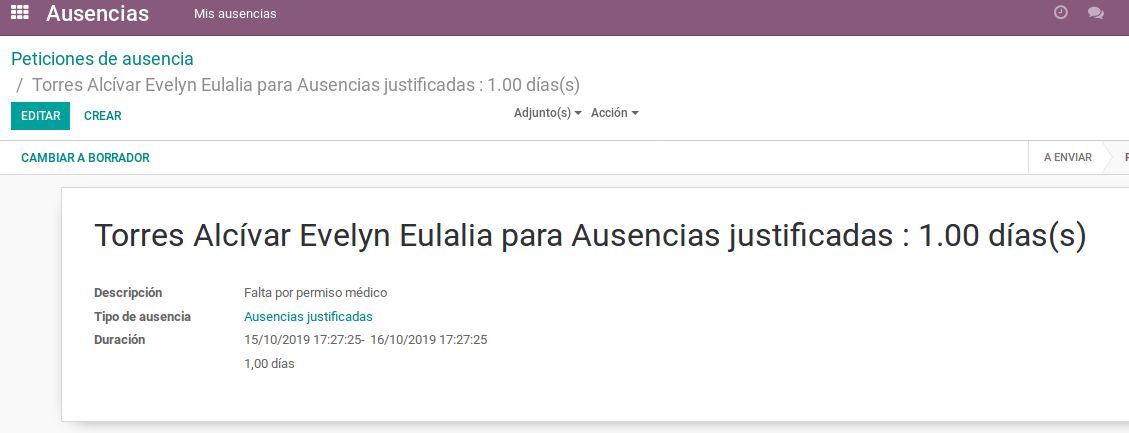 Ausencias Mis ausencias
Peticiones de ausencia
/ Torres Alcívar Evelyn Eulalia para Ausencias justificadas : 1.00 días(s)
EDITAR CREAR Adjunto(s) Acción
CAMBIAR A BORRADOR A ENVIAR
Torres Alcívar Evelyn Eulalia para Ausencias justificadas : 1.00 días(s)
Descripción Falta por permiso médico
Tipo de ausencia Ausencias justificadas
Duración 15/10/2019 17:27:25- 16/10/2019 17:27:25
1,00 días